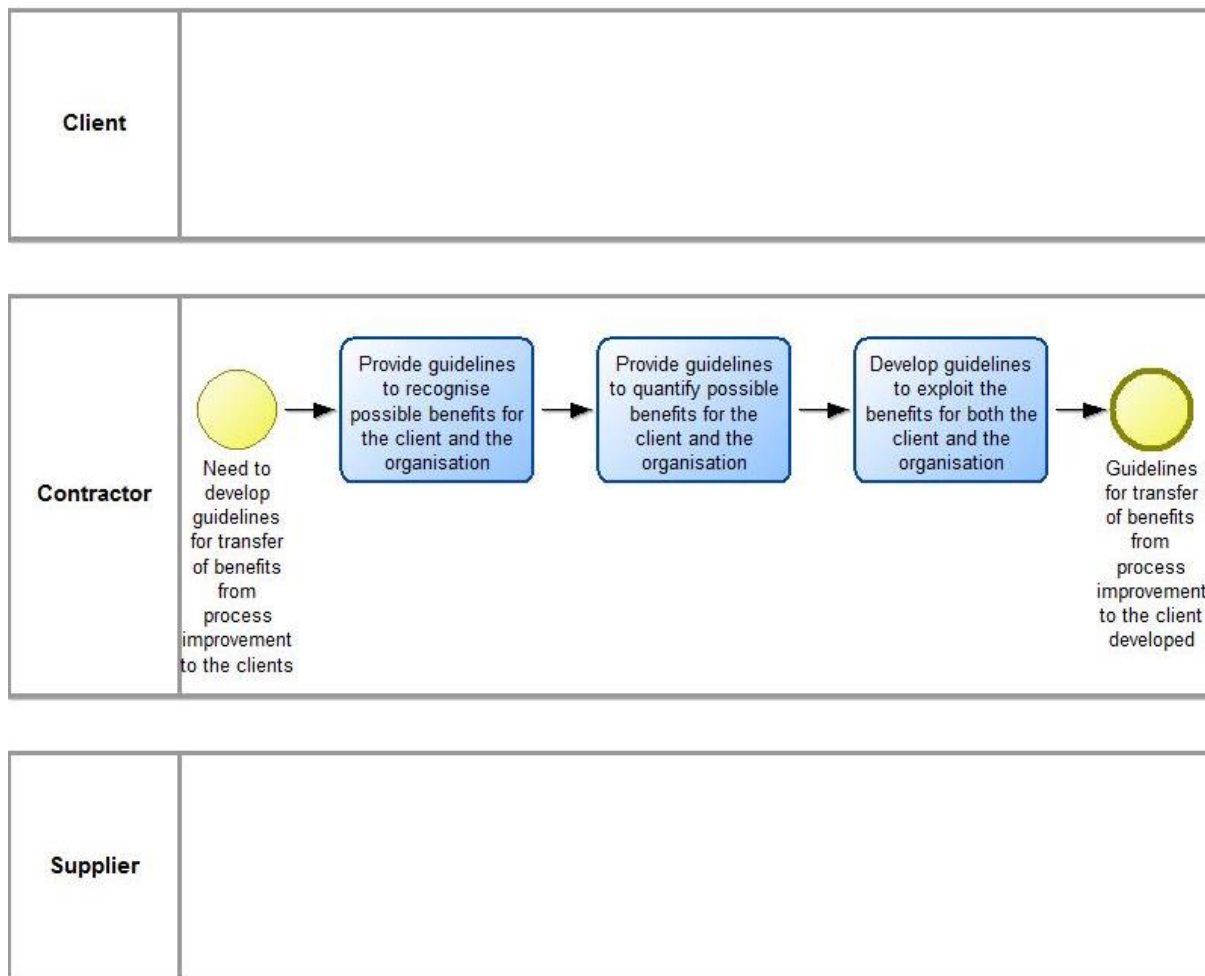 Client
Contractor
Need to
develop
guidelines
for transfer
of benefits
from
process
improvement
to the clients
Provide guidelines
to recognise
possible benefits for
the client and the
organisation
Provide guidelines
to quantify possible
benefits for the
client and the
organisation
Develop guidelines
to exploit the
benefits for both the
client and the
organisation
Guidelines
for transfer
of benefits
from
process
improvement
to the client
developed
Supplier